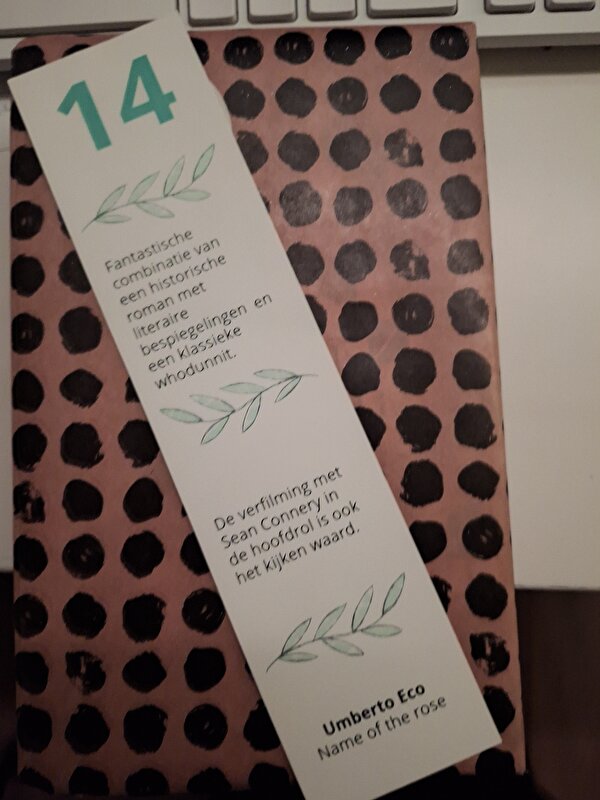 14
Fantastische
combinatie van
een historische
roman met
literaire
bespiegelingen en
een klassieke
whodunnit.
De verfilming met
Sean Connery in
de hoofdrol is ook
het kijken waard.
Umberto Eco
Name of the rose